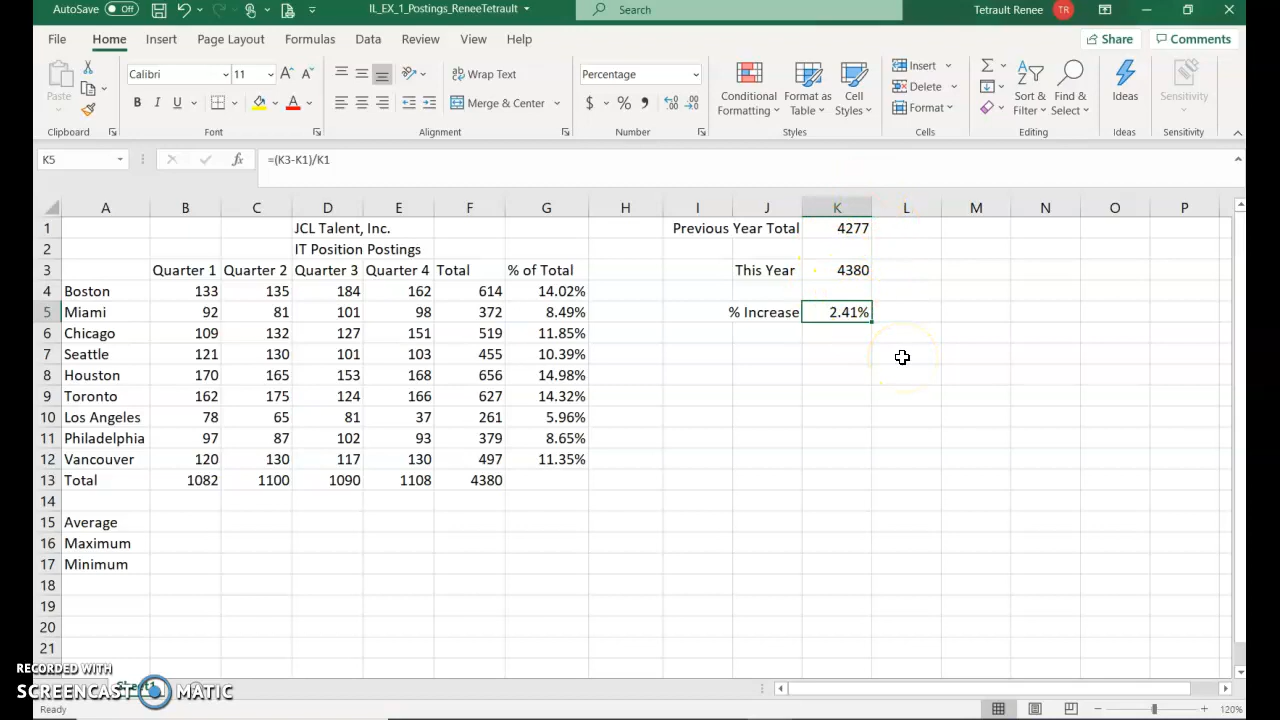 AutoSave Off IL_EX_1_Postings_ReneeTetrault Search Tetrault Renee TR
File Home Insert Page Layout Formulas Data Review View Help Share Comments
Paste Calibri 11 Wrap Text Percentage Conditional Formatting Format as Table Cell Styles Insert Sort & Filter Find & Select Ideas Sensitivity
B I U Merge & Center $ % Delete
Format
Clipboard Font Alignment Number Styles Cells Editing Ideas Sensitivity
K5 fx =(K3-K1)/K1
A B C D E F G H I J K L M N O P
1 JCL Talent, Inc. Previous Year Total 4277
2 IT Position Postings
3 Quarter 1 Quarter 2 Quarter 3 Quarter 4 Total % of Total This Year 4380
4 Boston 133 135 184 162 614 14.02%
5 Miami 92 81 101 98 372 8.49% % Increase 2.41%
6 Chicago 109 132 127 151 519 11.85%
7 Seattle 121 130 101 103 455 10.39%
8 Houston 170 165 153 168 656 14.98%
9 Toronto 162 175 124 166 627 14.32%
10 Los Angeles 78 65 81 37 261 5.96%
11 Philadelphia 97 87 102 93 379 8.65%
12 Vancouver 120 130 117 130 497 11.35%
13 Total 1082 1100 1090 1108 4380
14
15 Average
16 Maximum
17 Minimum
18
19
20
21
RECORDED WITH
SCREENCAST MATIC
Ready 120%